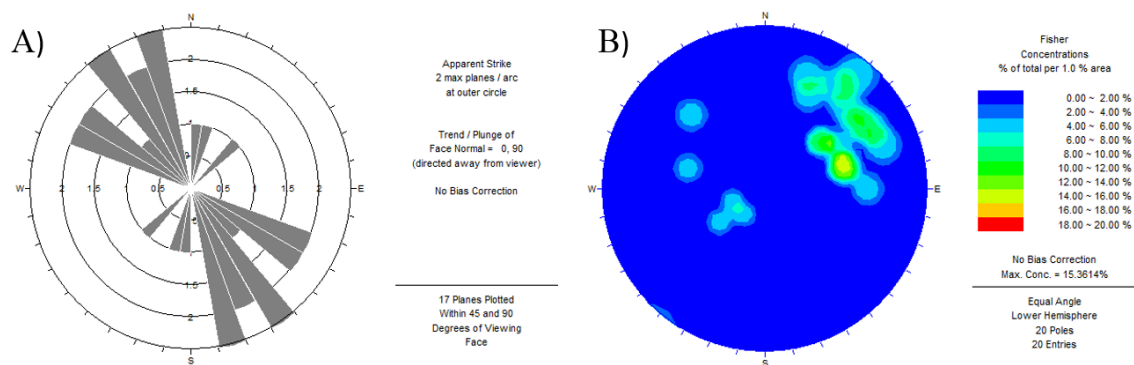 A)
N
2
1.5
1
W
2
1.5
1
0.5
0.5
1
1.5
2
E
1.5
2
S
Apparent Strike
2 max planes / arc
at outer circle
Trend / Plunge of
Face Normal = 0, 90
(directed away from viewer)
No Bias Correction
17 Planes Plotted
Within 45 and 90
Degrees of Viewing
Face
B)
N
W
E
S
Fisher
Concentrations
% of total per 1.0 % area
0.00 ~ 2.00 %
2.00 ~ 4.00 %
4.00 ~ 6.00 %
6.00 ~ 8.00 %
8.00 ~ 10.00 %
10.00 ~ 12.00 %
12.00 ~ 14.00 %
14.00 ~ 16.00 %
16.00 ~ 18.00 %
18.00 ~ 20.00 %
No Bias Correction
Max. Conc. = 15.3614%
Equal Angle
Lower Hemisphere
20 Poles
20 Entries